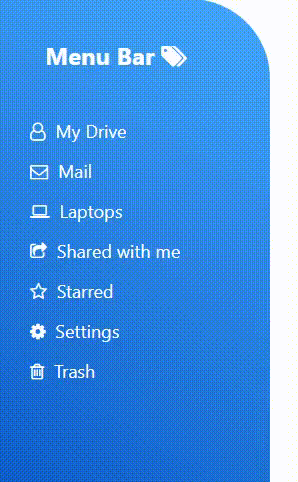 Menu Bar
My Drive
Mail
Laptops
Shared with me
Starred
Settings
Trash